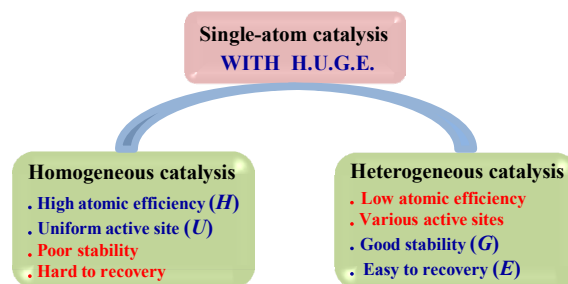 Single-atom catalysis
WITH H.U.G.E.
Homogeneous catalysis
. High atomic efficiency (H)
. Uniform active site (U)
. Poor stability
. Hard to recovery
Heterogeneous catalysis
. Low atomic efficiency
. Various active sites
. Good stability (G)
. Easy to recovery (E)